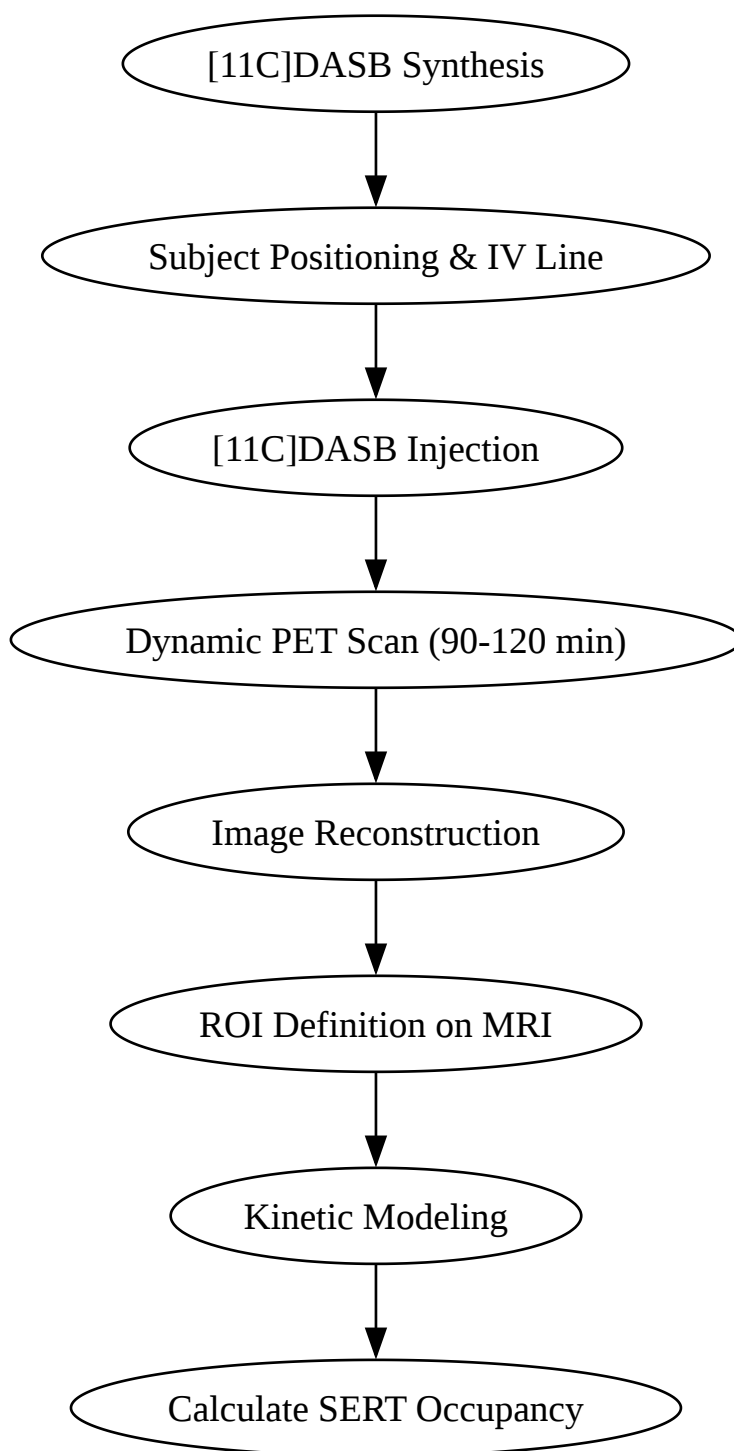 [11C]DASB Synthesis
Subject Positioning & IV Line
[11C]DASB Injection
Dynamic PET Scan (90-120 min)
Image Reconstruction
ROI Definition on MRI
Kinetic Modeling
Calculate SERT Occupancy